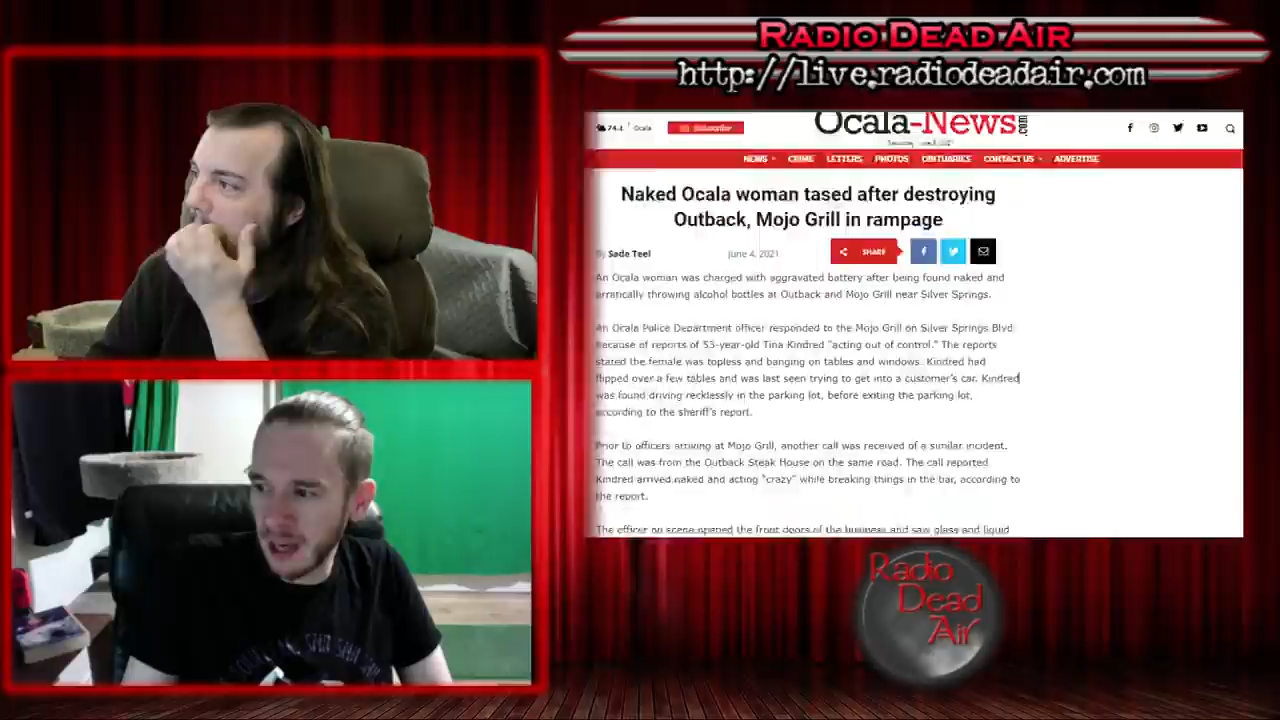 RADIO DEAD AIR
http://live.radiodeadair.com
74.4 F Ocala
Subscribe
Ocala-News.com
NEWS
CRIME
LETTERS
PHOTOS
OBITUARIES
CONTACT US
ADVERTISE
Naked Ocala woman tased after destroying
Outback, Mojo Grill in rampage
By Sade Teel
June 4, 2021
SHARE
An Ocala woman was charged with aggravated battery after being found naked and
erratically throwing alcohol bottles at Outback and Mojo Grill near Silver Springs.
An Ocala Police Department officer responded to the Mojo Grill on Silver Springs Blvd
because of reports of 53-year-old Tina Kindred "acting out of control." The reports
stated the female was topless and banging on tables and windows. Kindred had
flipped over a few tables and was last seen trying to get into a customer's car. Kindred
was found driving recklessly in the parking lot, before exiting the parking lot,
according to the sheriff's report.
Prior to officers arriving at Mojo Grill, another call was received of a similar incident.
The call was from the Outback Steak House on the same road. The call reported
Kindred arrived naked and acting "crazy" while breaking things in the bar, according to
the report.
The officer on scene opened the front doors of the business and saw glass and liquid
Radio
Dead
Air